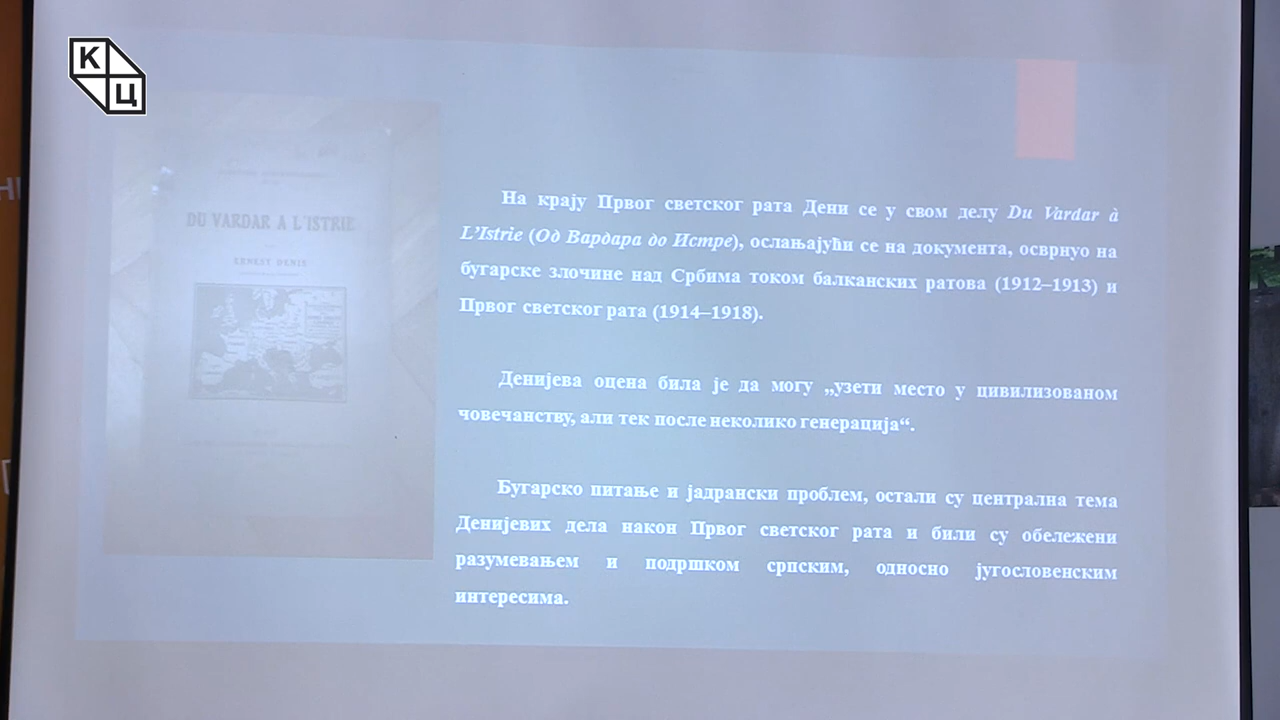 К
Ц
DU VARDAR A L'ISTRIE
ERNEST DENIS
На крају Првог светског рата Дени се у свом делу Du Vardar à
L’Istrie (Од Вардара до Истре), ослањајући се на документа, осврнуо на
бугарске злочине над Србима током балканских ратова (1912–1913) и
Првог светског рата (1914–1918).
Денијева оцена била је да могу „узети место у цивилизованом
човечанству, али тек после неколико генерација“.
Бугарско питање и јадрански проблем, остали су централна тема
Денијевих дела након Првог светског рата и били су обележени
разумевањем и подршком српским, односно југословенским
интересима.